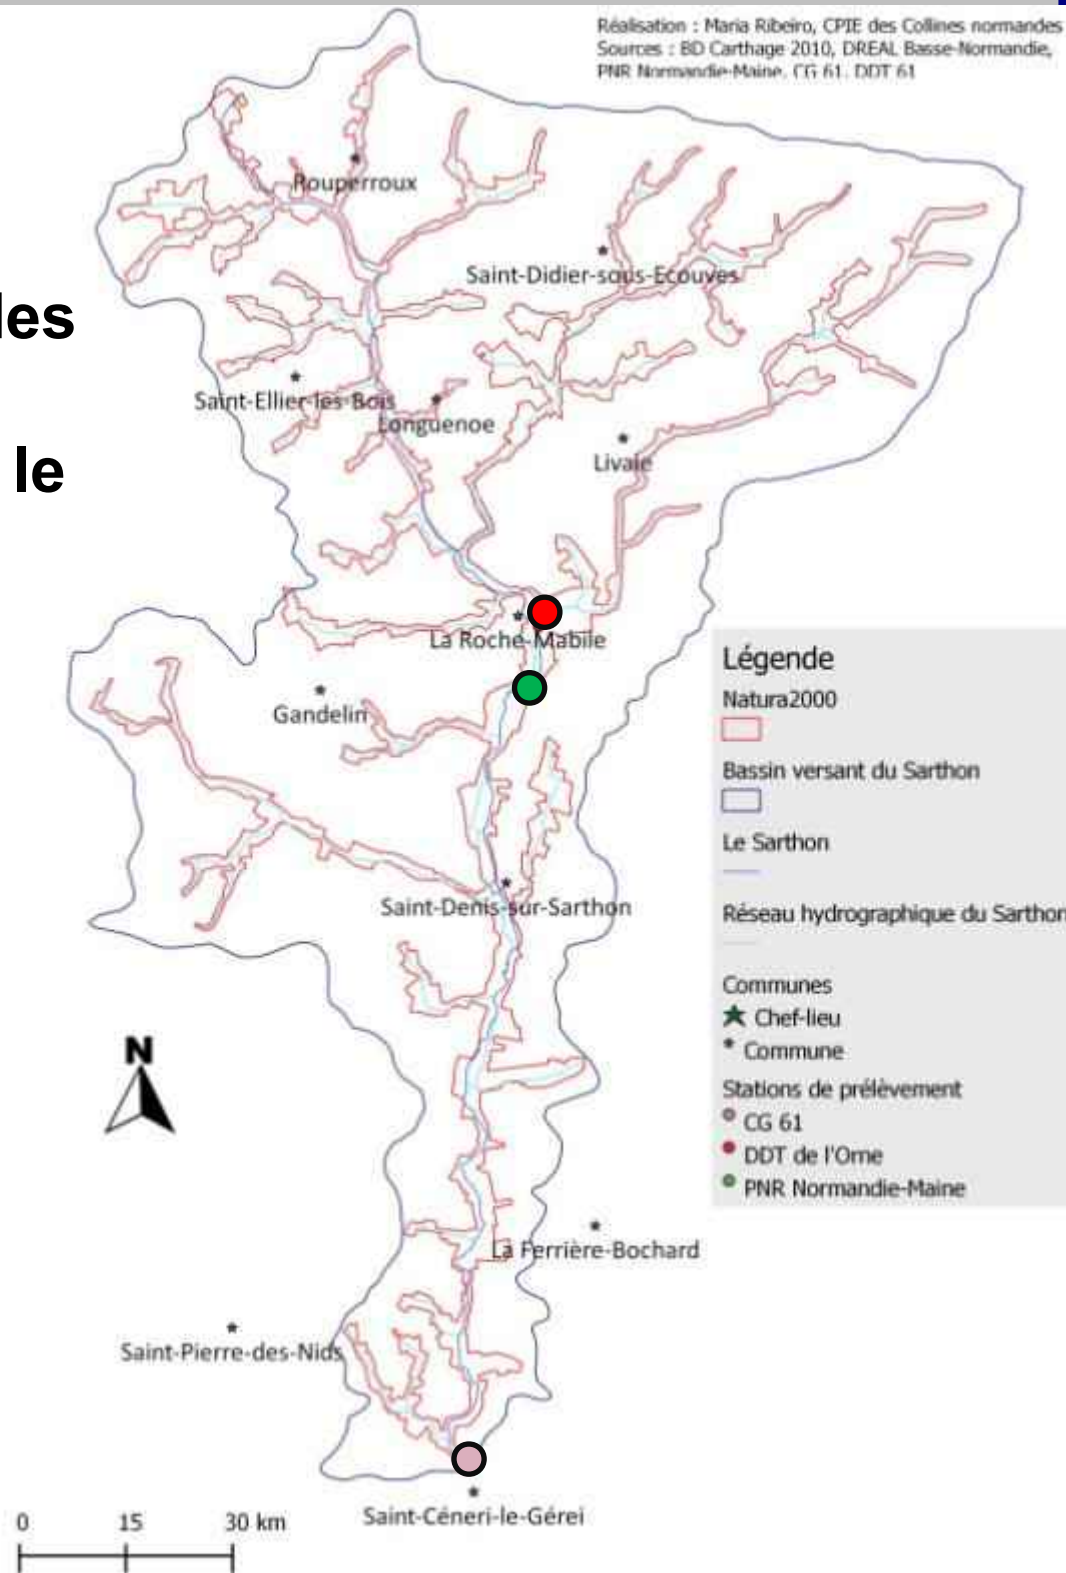 Réalisation : Maria Ribeiro, CPIE des Collines normandes
Sources : BD Carthage 2010, DREAL Basse-Normandie,
PNR Normandie-Maine, CG 61, DDT 61
Rouperroux
Saint-Didier-sous-Ecouves
les
Saint-Ellier-les-Bois
Longuenoe
le
Livaie
La Roche-Mabile
Gandelin
Légende
Natura2000
Bassin versant du Sarthon
Le Sarthon
Réseau hydrographique du Sarthon
Communes
Chef-lieu
Commune
Stations de prélèvement
CG 61
DDT de l'Orne
PNR Normandie-Maine
Saint-Denis-sur-Sarthon
N
La Ferrière-Bochard
Saint-Pierre-des-Nids
Saint-Céneri-le-Gérei
0 15 30 km